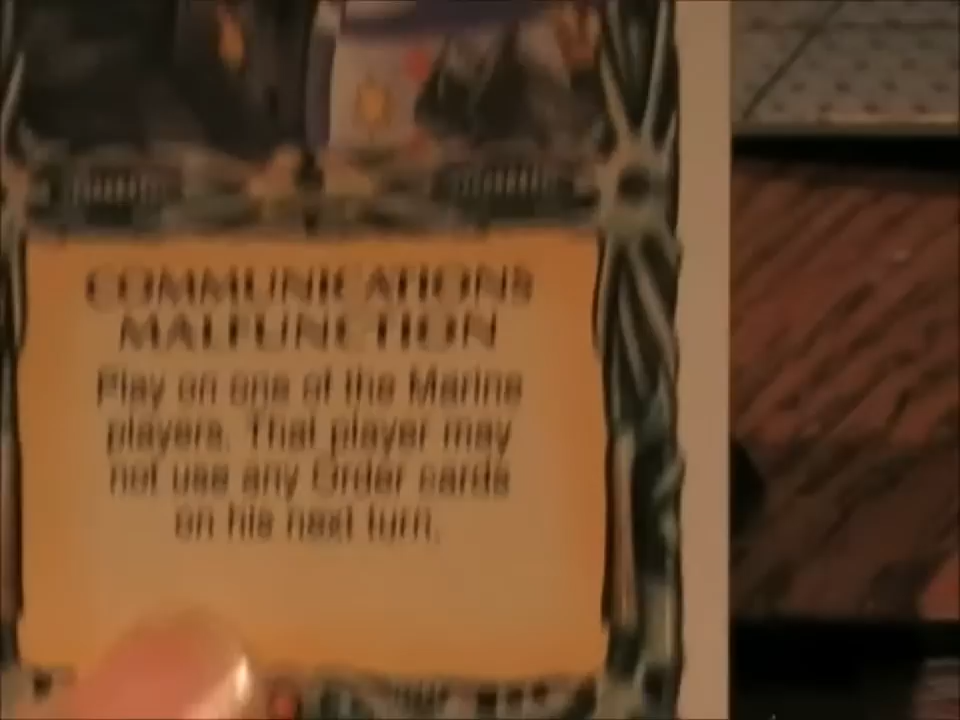 COMMUNICATIONS
MALFUNCTION
Play on one of the Marine
players. That player may
not use any Order cards
on his next turn.